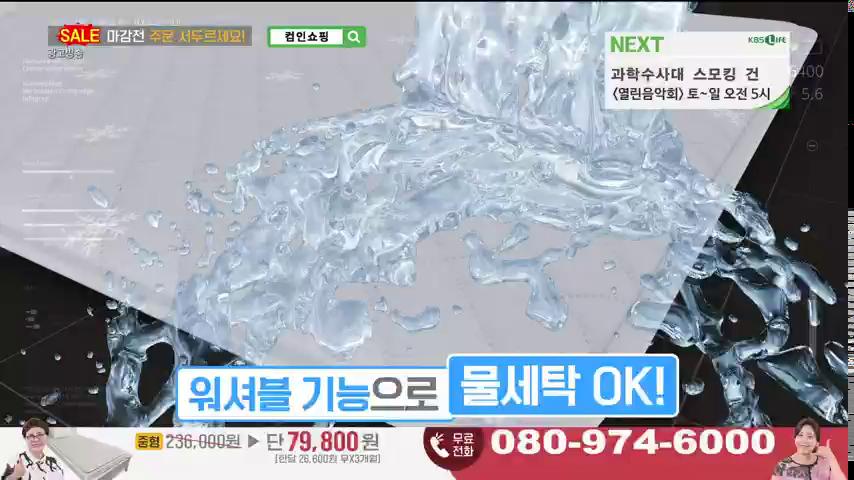 SALE 마감전 주문 서두르세요!
컴인쇼핑
광고방송
NEXT
KBS LIFE
과학수사대 스모킹 건
<열린음악회> 토~일 오전 5시
6400
5.6
워셔블 기능으로
물세탁 OK!
중형 236,000원 ▶ 단 79,800원
[한달 26,600원 무X3개월]
무료
전화
080-974-6000